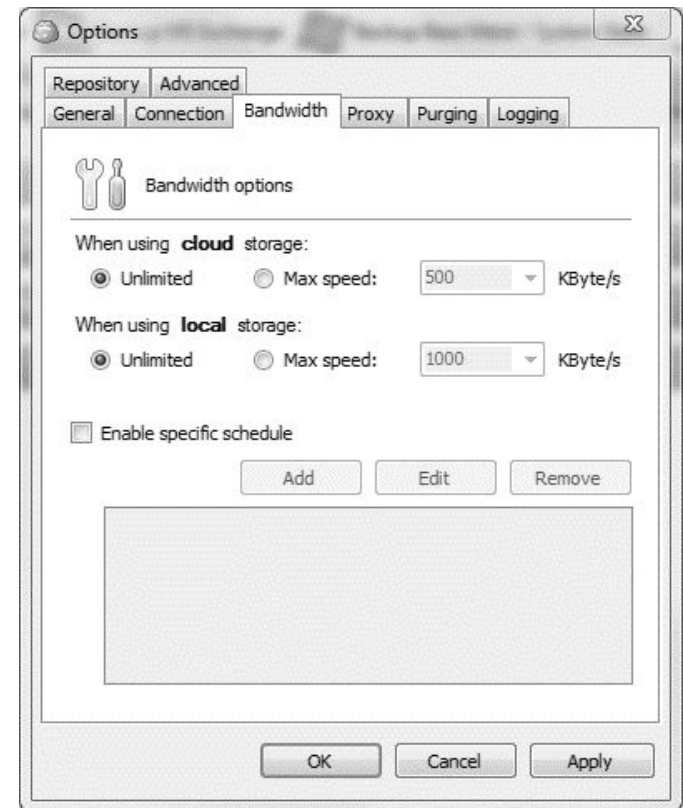 Options
Repository Advanced
General Connection Bandwidth Proxy Purging Logging
Bandwidth options
When using cloud storage:
Unlimited Max speed: 500 KByte/s
When using local storage:
Unlimited Max speed: 1000 KByte/s
Enable specific schedule
Add Edit Remove
OK Cancel Apply